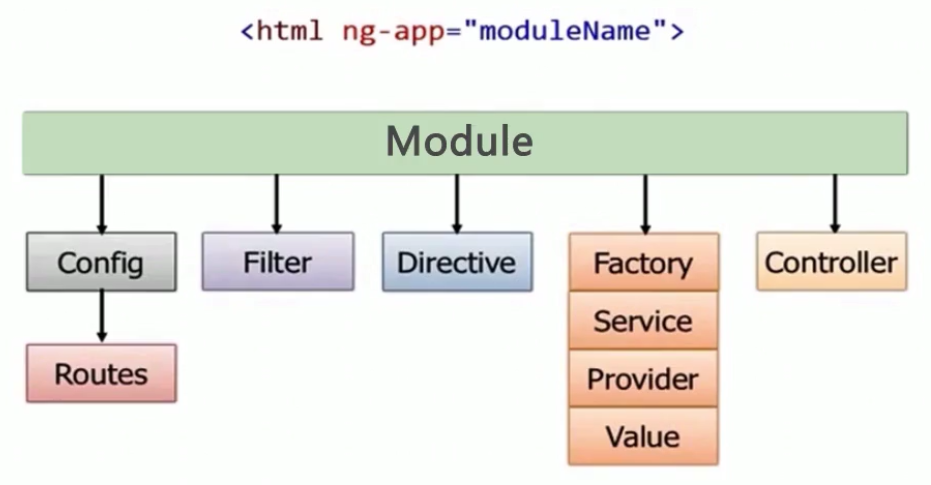 <html ng-app="moduleName">
Module
Config
Filter
Directive
Factory
Controller
Service
Routes
Provider
Value